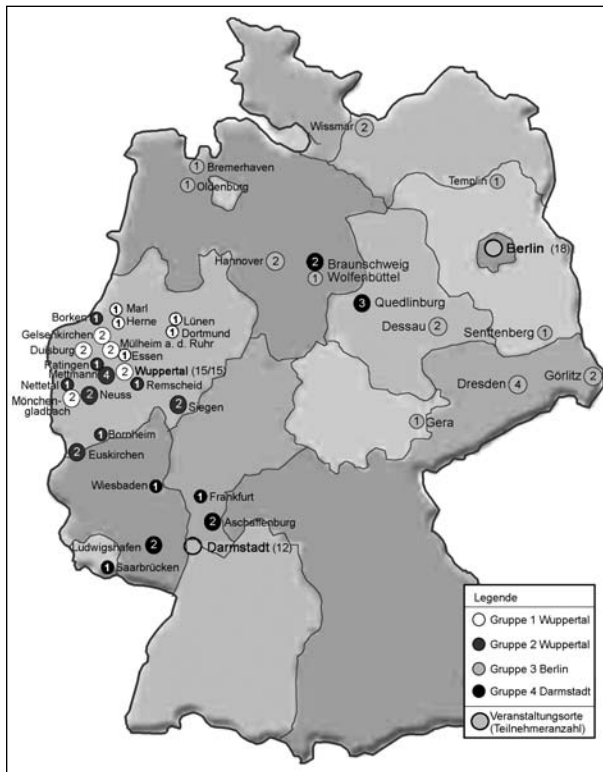 Wissmar 2
1 Bremerhaven
1 Oldenburg
Templin 1
Berlin (18)
Hannover 2
2 Braunschweig
1 Wolfenbüttel
3 Quedlinburg
Dessau 2
Senftenberg 1
1 Marl
Borken 1
1 Herne
1 Lünen
1 Dortmund
Gelsenkirchen 2
Mülheim a. d. Ruhr 2
Duisburg 2
1 Essen
Ratingen 1
Mettmann 4
2 Wuppertal (15/15)
Nettetal 1
1 Remscheid
Mönchen-
gladbach 2
2 Neuss
2 Siegen
Dresden 4
Görlitz 2
1 Gera
1 Bornheim
2 Euskirchen
Wiesbaden 1
1 Frankfurt
2 Aschaffenburg
Ludwigshafen 2
Darmstadt (12)
1 Saarbrücken
Legende
Gruppe 1 Wuppertal
Gruppe 2 Wuppertal
Gruppe 3 Berlin
Gruppe 4 Darmstadt
Veranstaltungsorte
(Teilnehmeranzahl)